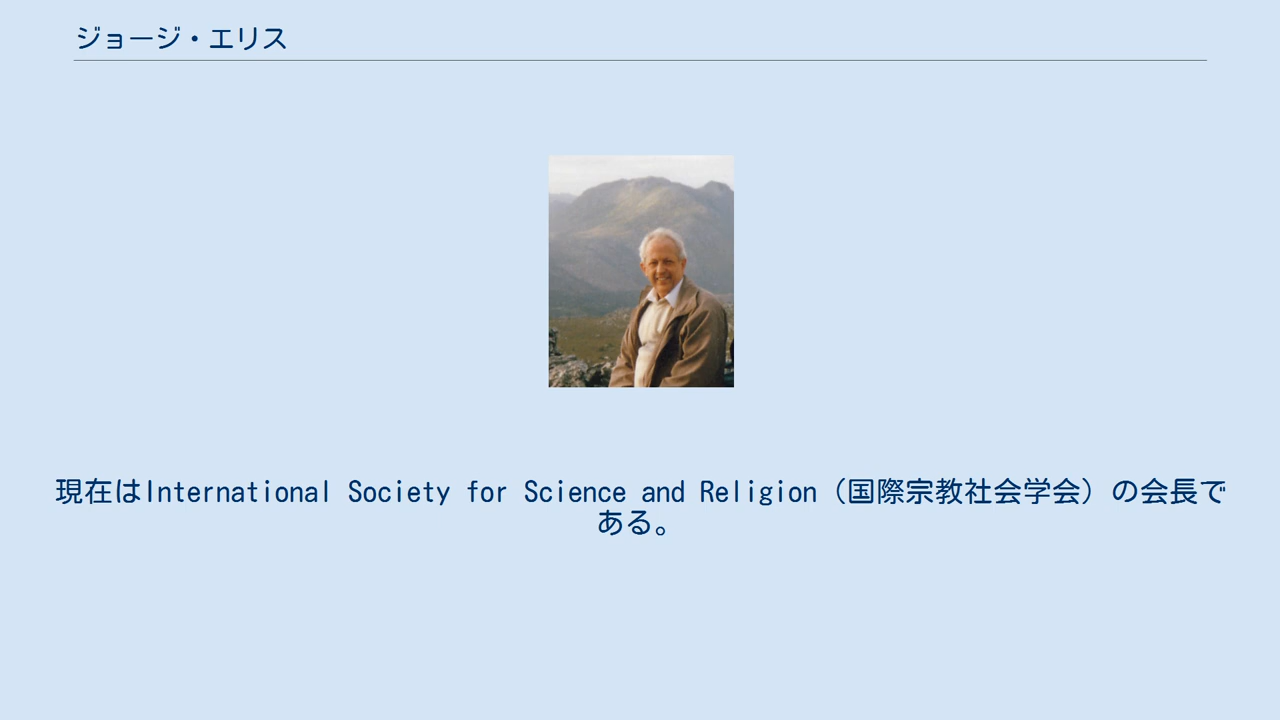 ジョージ・エリス
現在はInternational Society for Science and Religion（国際宗教社会学会）の会長で
ある。